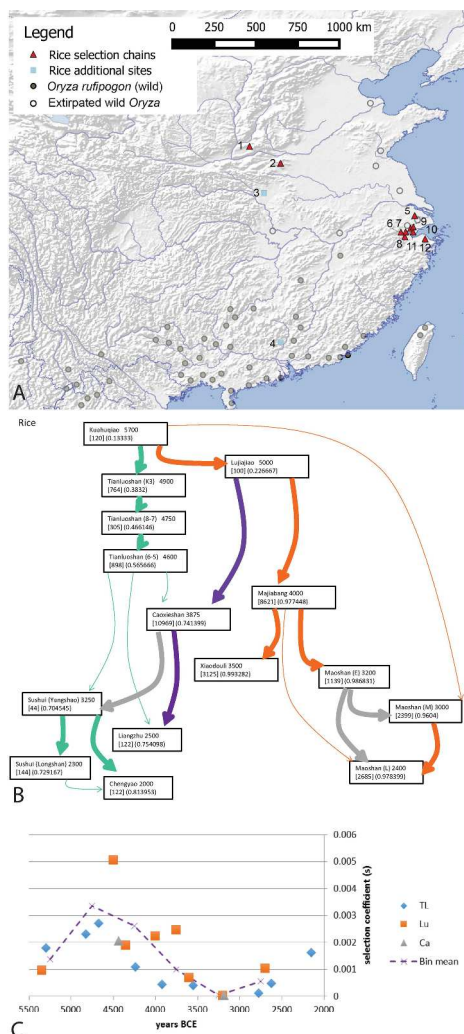 0 250 500 750 1000 km
Legend
Rice selection chains
Rice additional sites
Oryza rufipogon (wild)
Extirpated wild Oryza
1
2
3
5
6 7 9
10
8 11 12
4
A
Rice
Kuahuqiao 5700
[120] (0.13333)
Lujiqiao 5000
[100] (0.226667)
Tianluoshan (K3) 4900
[764] (0.3832)
Tianluoshan (8-7) 4750
[305] (0.466146)
Tianluoshan (6-5) 4600
[898] (0.565666)
Majiabang 4000
[8621] (0.977448)
Caoxieshan 3875
[10969] (0.741399)
Xiaodouli 3500
[3125] (0.993282)
Maoshan (E) 3200
[1139] (0.986831)
Sushui (Yangshao) 3250
[44] (0.704545)
Maoshan (M) 3000
[2399] (0.9604)
Liangzhu 2500
[122] (0.754098)
Sushui (Longshan) 2300
[144] (0.729167)
Maoshan (L) 2400
[2685] (0.978399)
Chengyao 2000
[122] (0.813953)
B
0.006
0.005
0.004
0.003
0.002
0.001
0
selection coefficient (s)
TL
Lu
Ca
Bin mean
5500 5000 4500 4000 3500 3000 2500 2000
years BCE
C